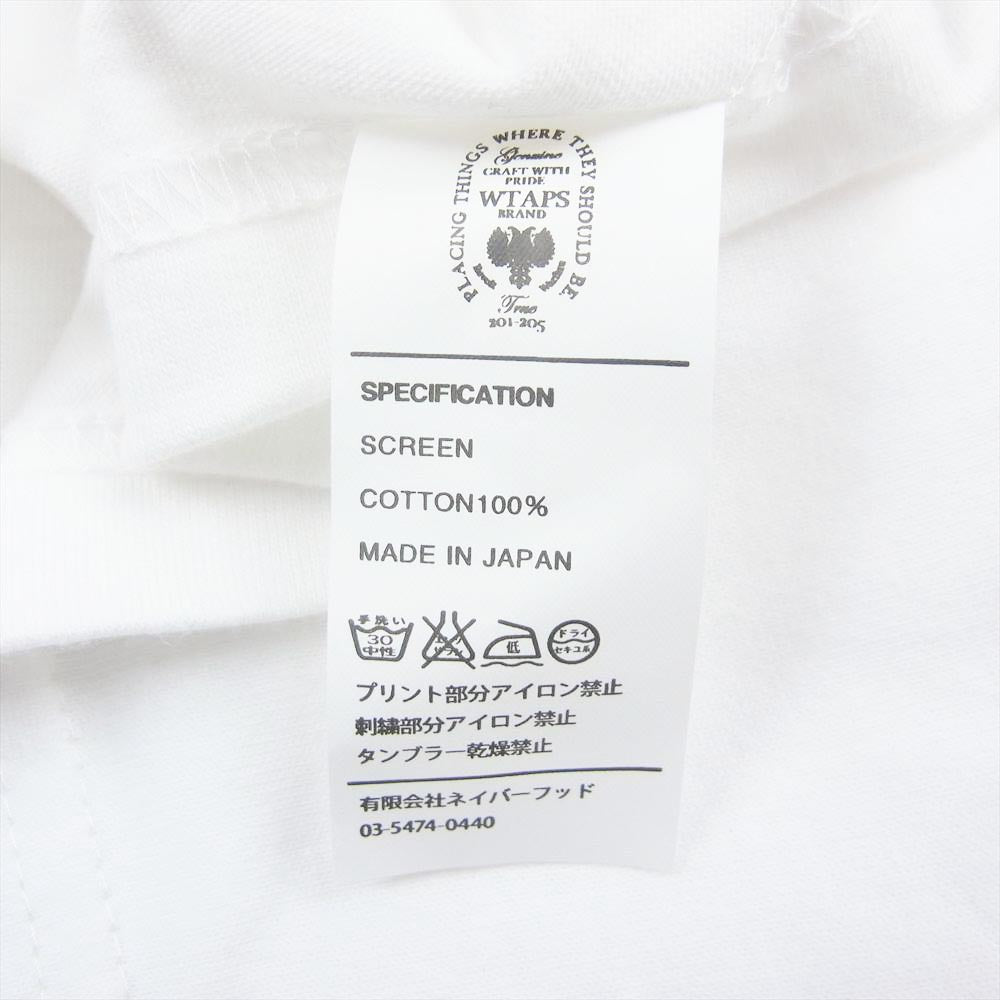 PLACING THINGS WHERE THEY SHOULD BE
Genuine
CRAFT WITH
PRIDE
WTAPS
BRAND
True
201-205
SPECIFICATION
SCREEN
COTTON100%
MADE IN JAPAN
手洗い
30
中性
低
ドライ
セキユ系
プリント部分アイロン禁止
刺繍部分アイロン禁止
タンブラー乾燥禁止
有限会社ネイバーフッド
03-5474-0440